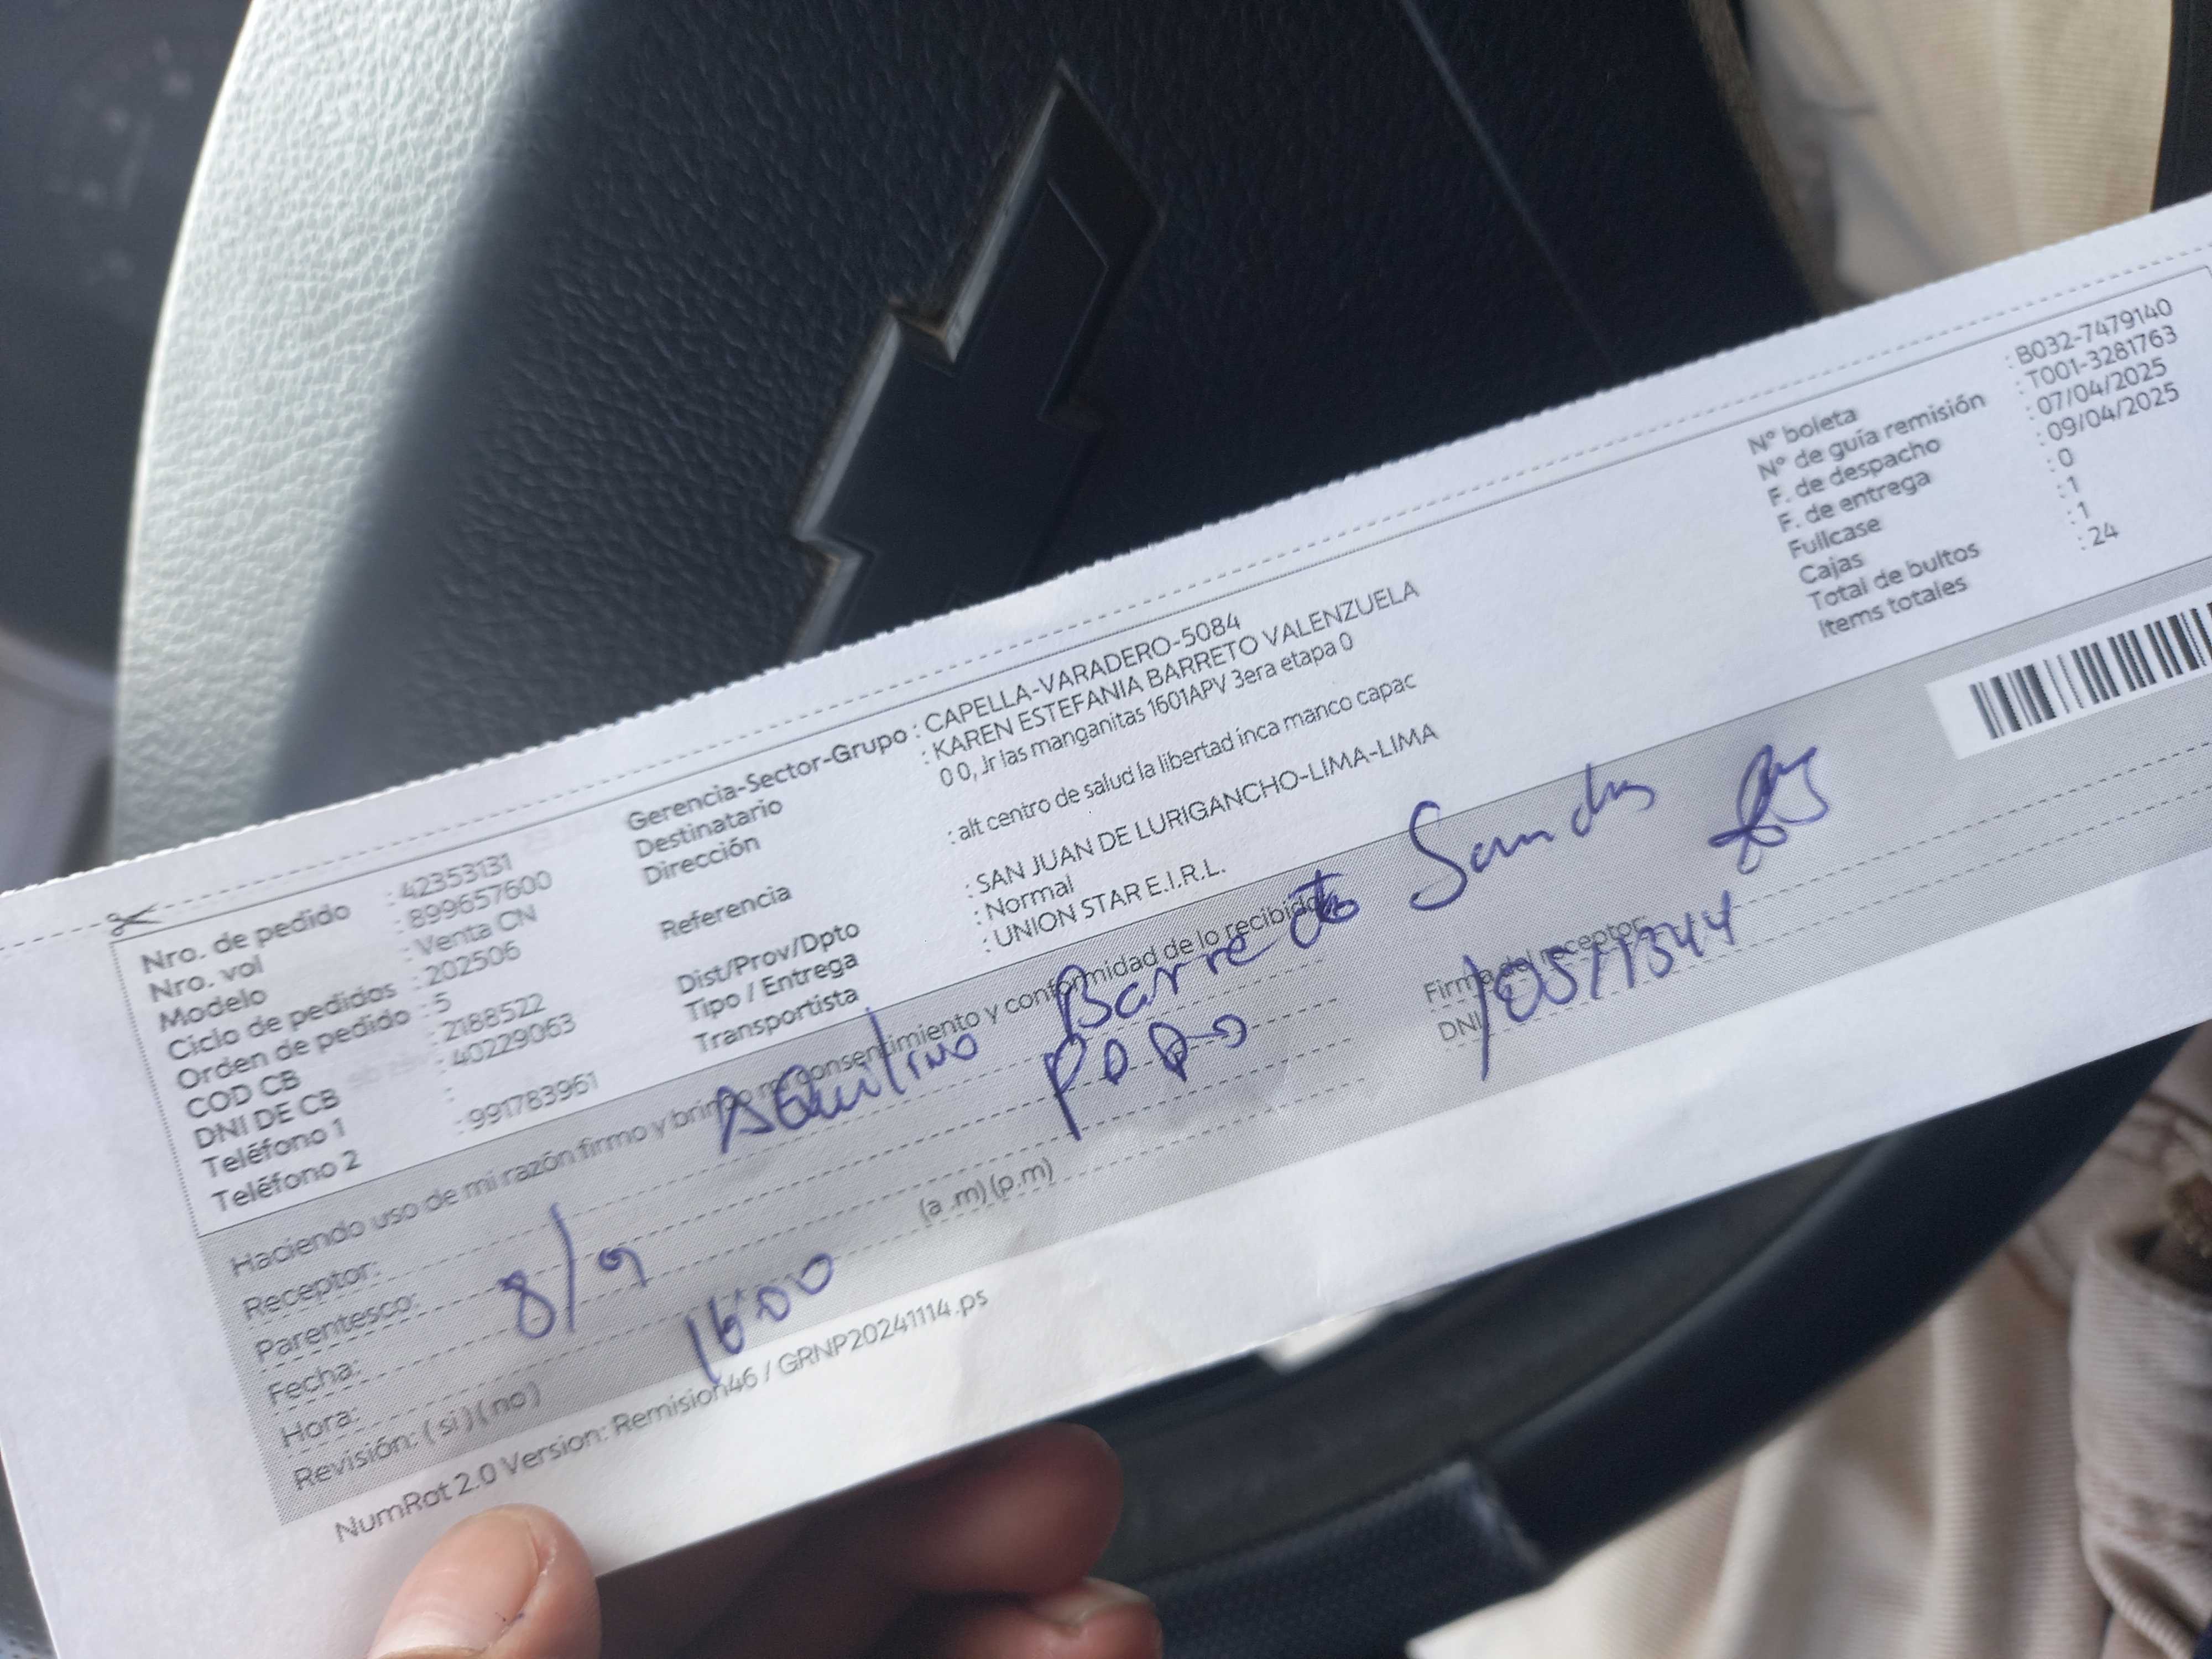 Nro. de pedido : 42353131
Nro. vol : 899657600
Modelo : Venta CN
Ciclo de pedidos : 202506
Orden de pedido : 5
COD CB : 2188522
DNI DE CB : 40229063
Teléfono 1 :
Teléfono 2 : 991783961
Gerencia-Sector-Grupo : CAPELLA-VARADERO-5084
Destinatario : KAREN ESTEFANIA BARRETO VALENZUELA
Dirección 0 0, Jr las manganitas 1601APV 3era etapa 0
Referencia : alt centro de salud la libertad inca manco capac
Dist/Prov/Dpto : SAN JUAN DE LURIGANCHO-LIMA-LIMA
Tipo / Entrega : Normal
Transportista : UNION STAR E.I.R.L.
N° boleta : B032-7479140
N° de guía remisión : T001-3281763
F. de despacho : 07/04/2025
F. de entrega : 09/04/2025
Fullcase : 0
Cajas : 1
Total de bultos : 1
Items totales : 24
Haciendo uso de mi razón firmo y brindo mi consentimiento y conformidad de lo recibido
Receptor: Aquilino Barreto
Parentesco: papa
Fecha: 8/9
Hora: 16:00 (a .m) (p.m)
Revisión: ( si ) ( no )
Firma del receptor:
DNI
NumRot 2.0 Version: Remision46 / GRNP20241114.ps